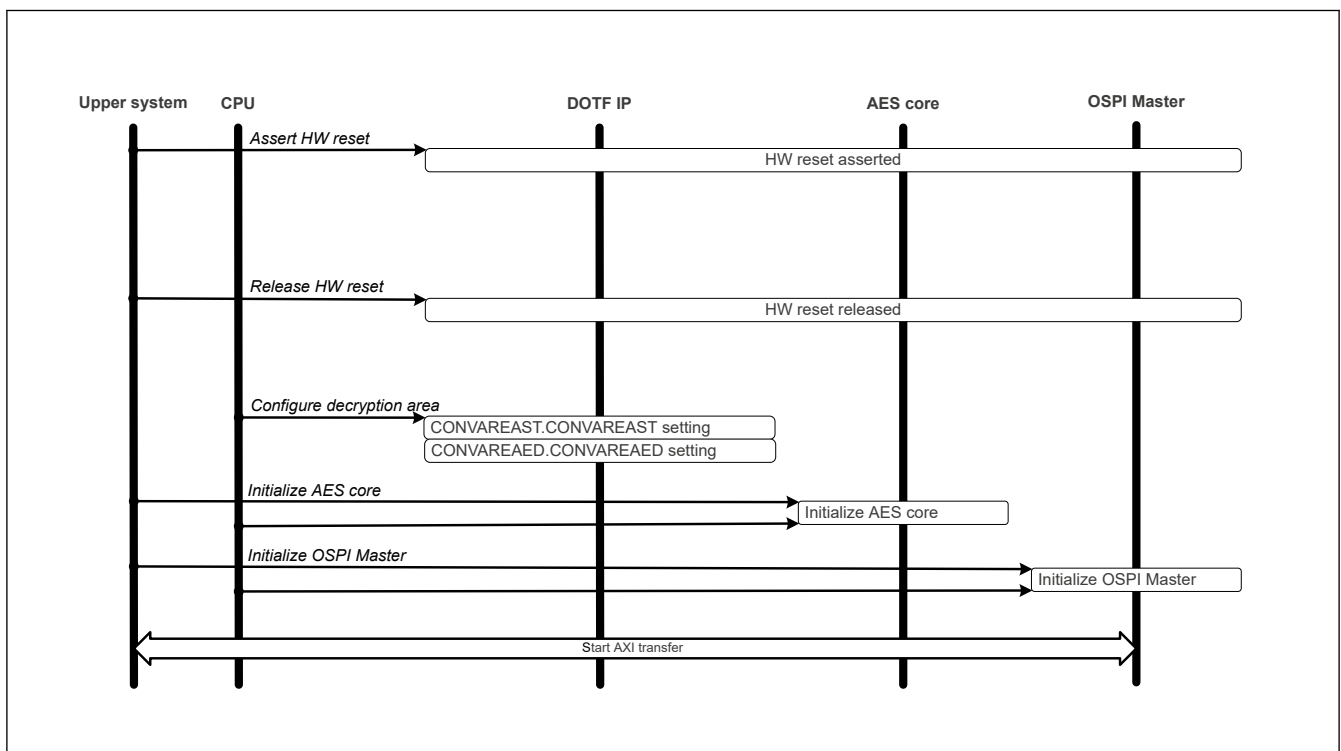 Upper system
CPU
DOTF IP
AES core
OSPI Master
Assert HW reset
HW reset asserted
Release HW reset
HW reset released
Configure decryption area
CONVAREAST.CONVAREAST setting
CONVAREAED.CONVAREAED setting
Initialize AES core
Initialize AES core
Initialize OSPI Master
Initialize OSPI Master
Start AXI transfer